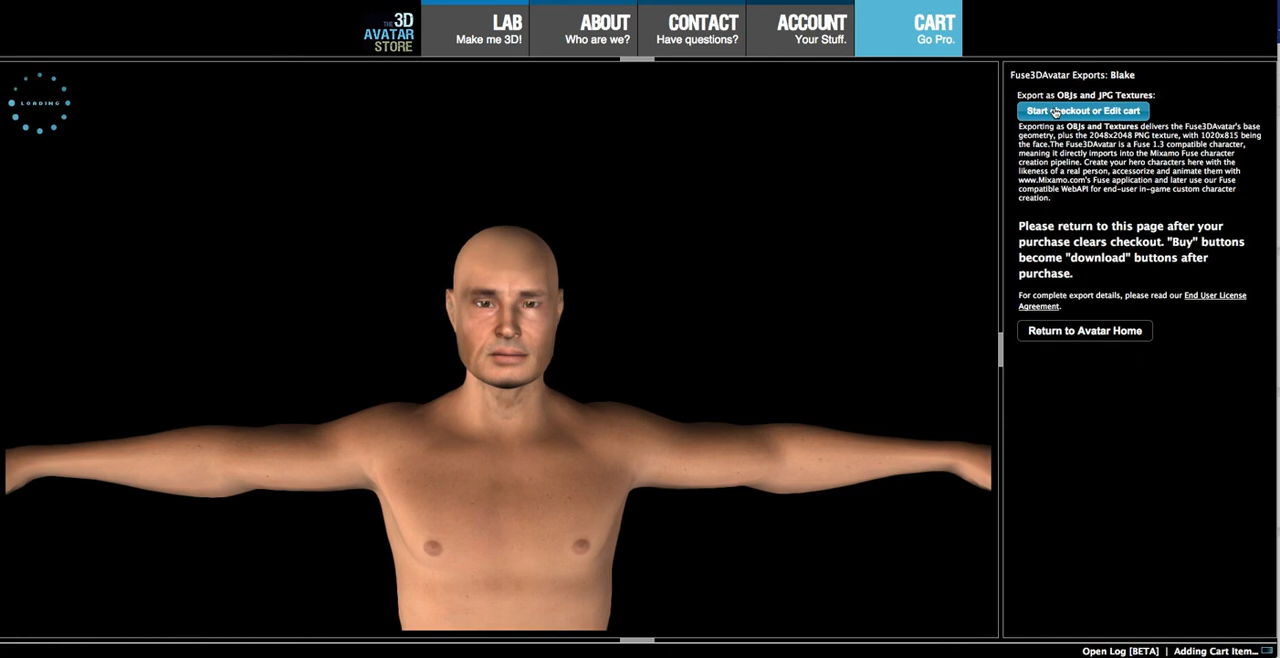 THE 3D
AVATAR
STORE
LAB
Make me 3D!
ABOUT
Who are we?
CONTACT
Have questions?
ACCOUNT
Your Stuff.
CART
Go Pro.
LOADING
Fuse3DAvatar Exports: Blake
Export as OBJs and JPG Textures:
Start checkout or Edit cart
Exporting as OBJs and Textures delivers the Fuse3DAvatar's base
geometry, plus the 2048x2048 PNG texture, with 1020x815 being
the face.The Fuse3DAvatar is a Fuse 1.3 compatible character,
meaning it directly imports into the Mixamo Fuse character
creation pipeline. Create your hero characters here with the
likeness of a real person, accessorize and animate them with
www.Mixamo.com's Fuse application and later use our Fuse
compatible WebAPI for end-user in-game custom character
creation.
Please return to this page after your
purchase clears checkout. "Buy" buttons
become "download" buttons after
purchase.
For complete export details, please read our End User License
Agreement.
Return to Avatar Home
Open Log [BETA] | Adding Cart Item...